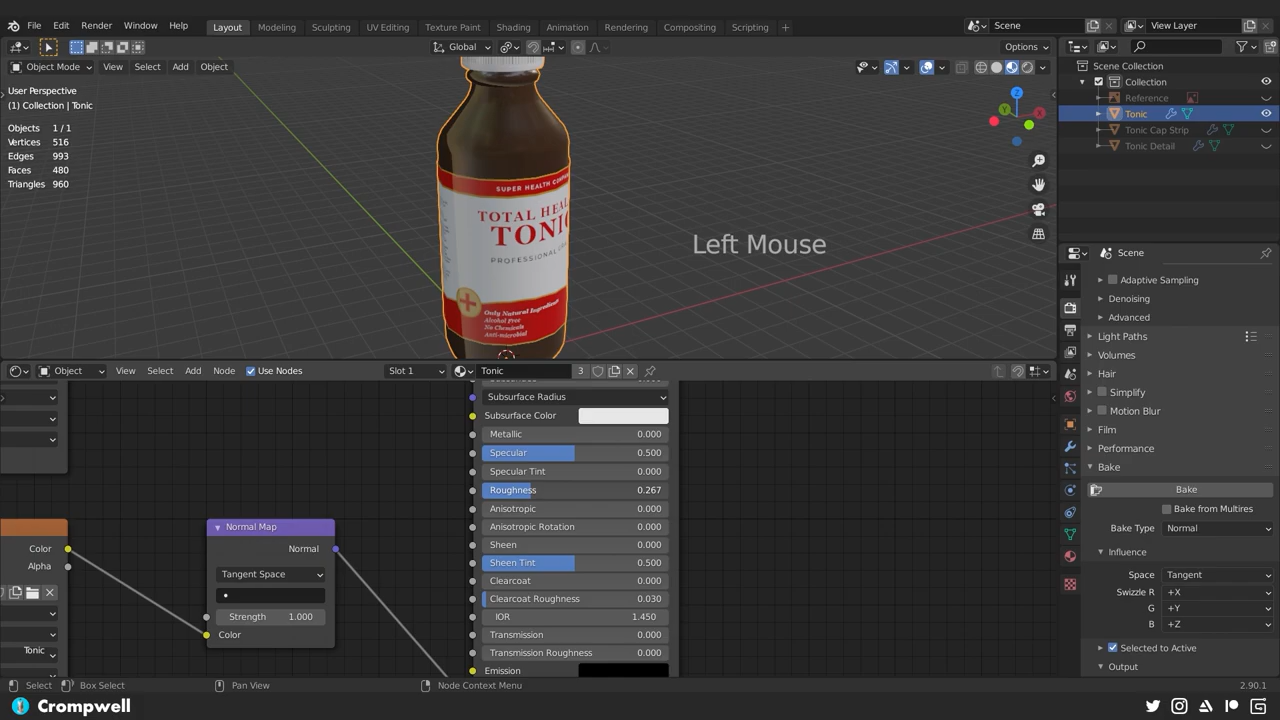 File Edit Render Window Help Layout Modeling Sculpting UV Editing Texture Paint Shading Animation Rendering Compositing Scripting + Scene View Layer
Global Options
Object Mode View Select Add Object
User Perspective
(1) Collection | Tonic
Objects 1 / 1
Vertices 516
Edges 993
Faces 480
Triangles 960
Z
Y
X
SUPER HEALTH COMPAN
TOTAL HEAL
TONIC
PROFESSIONAL
Only Natural Ingredients
Alcohol Free
No Chemicals
Anti-microbial
Left Mouse
Scene Collection
Collection
Reference
Tonic
Tonic Cap Strip
Tonic Detail
Scene
Adaptive Sampling
Denoising
Advanced
Light Paths
Volumes
Hair
Simplify
Motion Blur
Film
Performance
Bake
Bake
Bake from Multires
Bake Type Normal
Influence
Space Tangent
Swizzle R +X
G +Y
B +Z
Selected to Active
Output
Object View Select Add Node Use Nodes Slot 1 Tonic 3
Subsurface Radius
Subsurface Color
Metallic 0.000
Specular 0.500
Specular Tint 0.000
Roughness 0.267
Anisotropic 0.000
Anisotropic Rotation 0.000
Sheen 0.000
Sheen Tint 0.500
Clearcoat 0.000
Clearcoat Roughness 0.030
IOR 1.450
Transmission 0.000
Transmission Roughness 0.000
Emission
Normal Map
Normal
Tangent Space
Strength 1.000
Color
Color
Alpha
Tonic
Select Box Select Pan View Node Context Menu 2.90.1
Crompwell